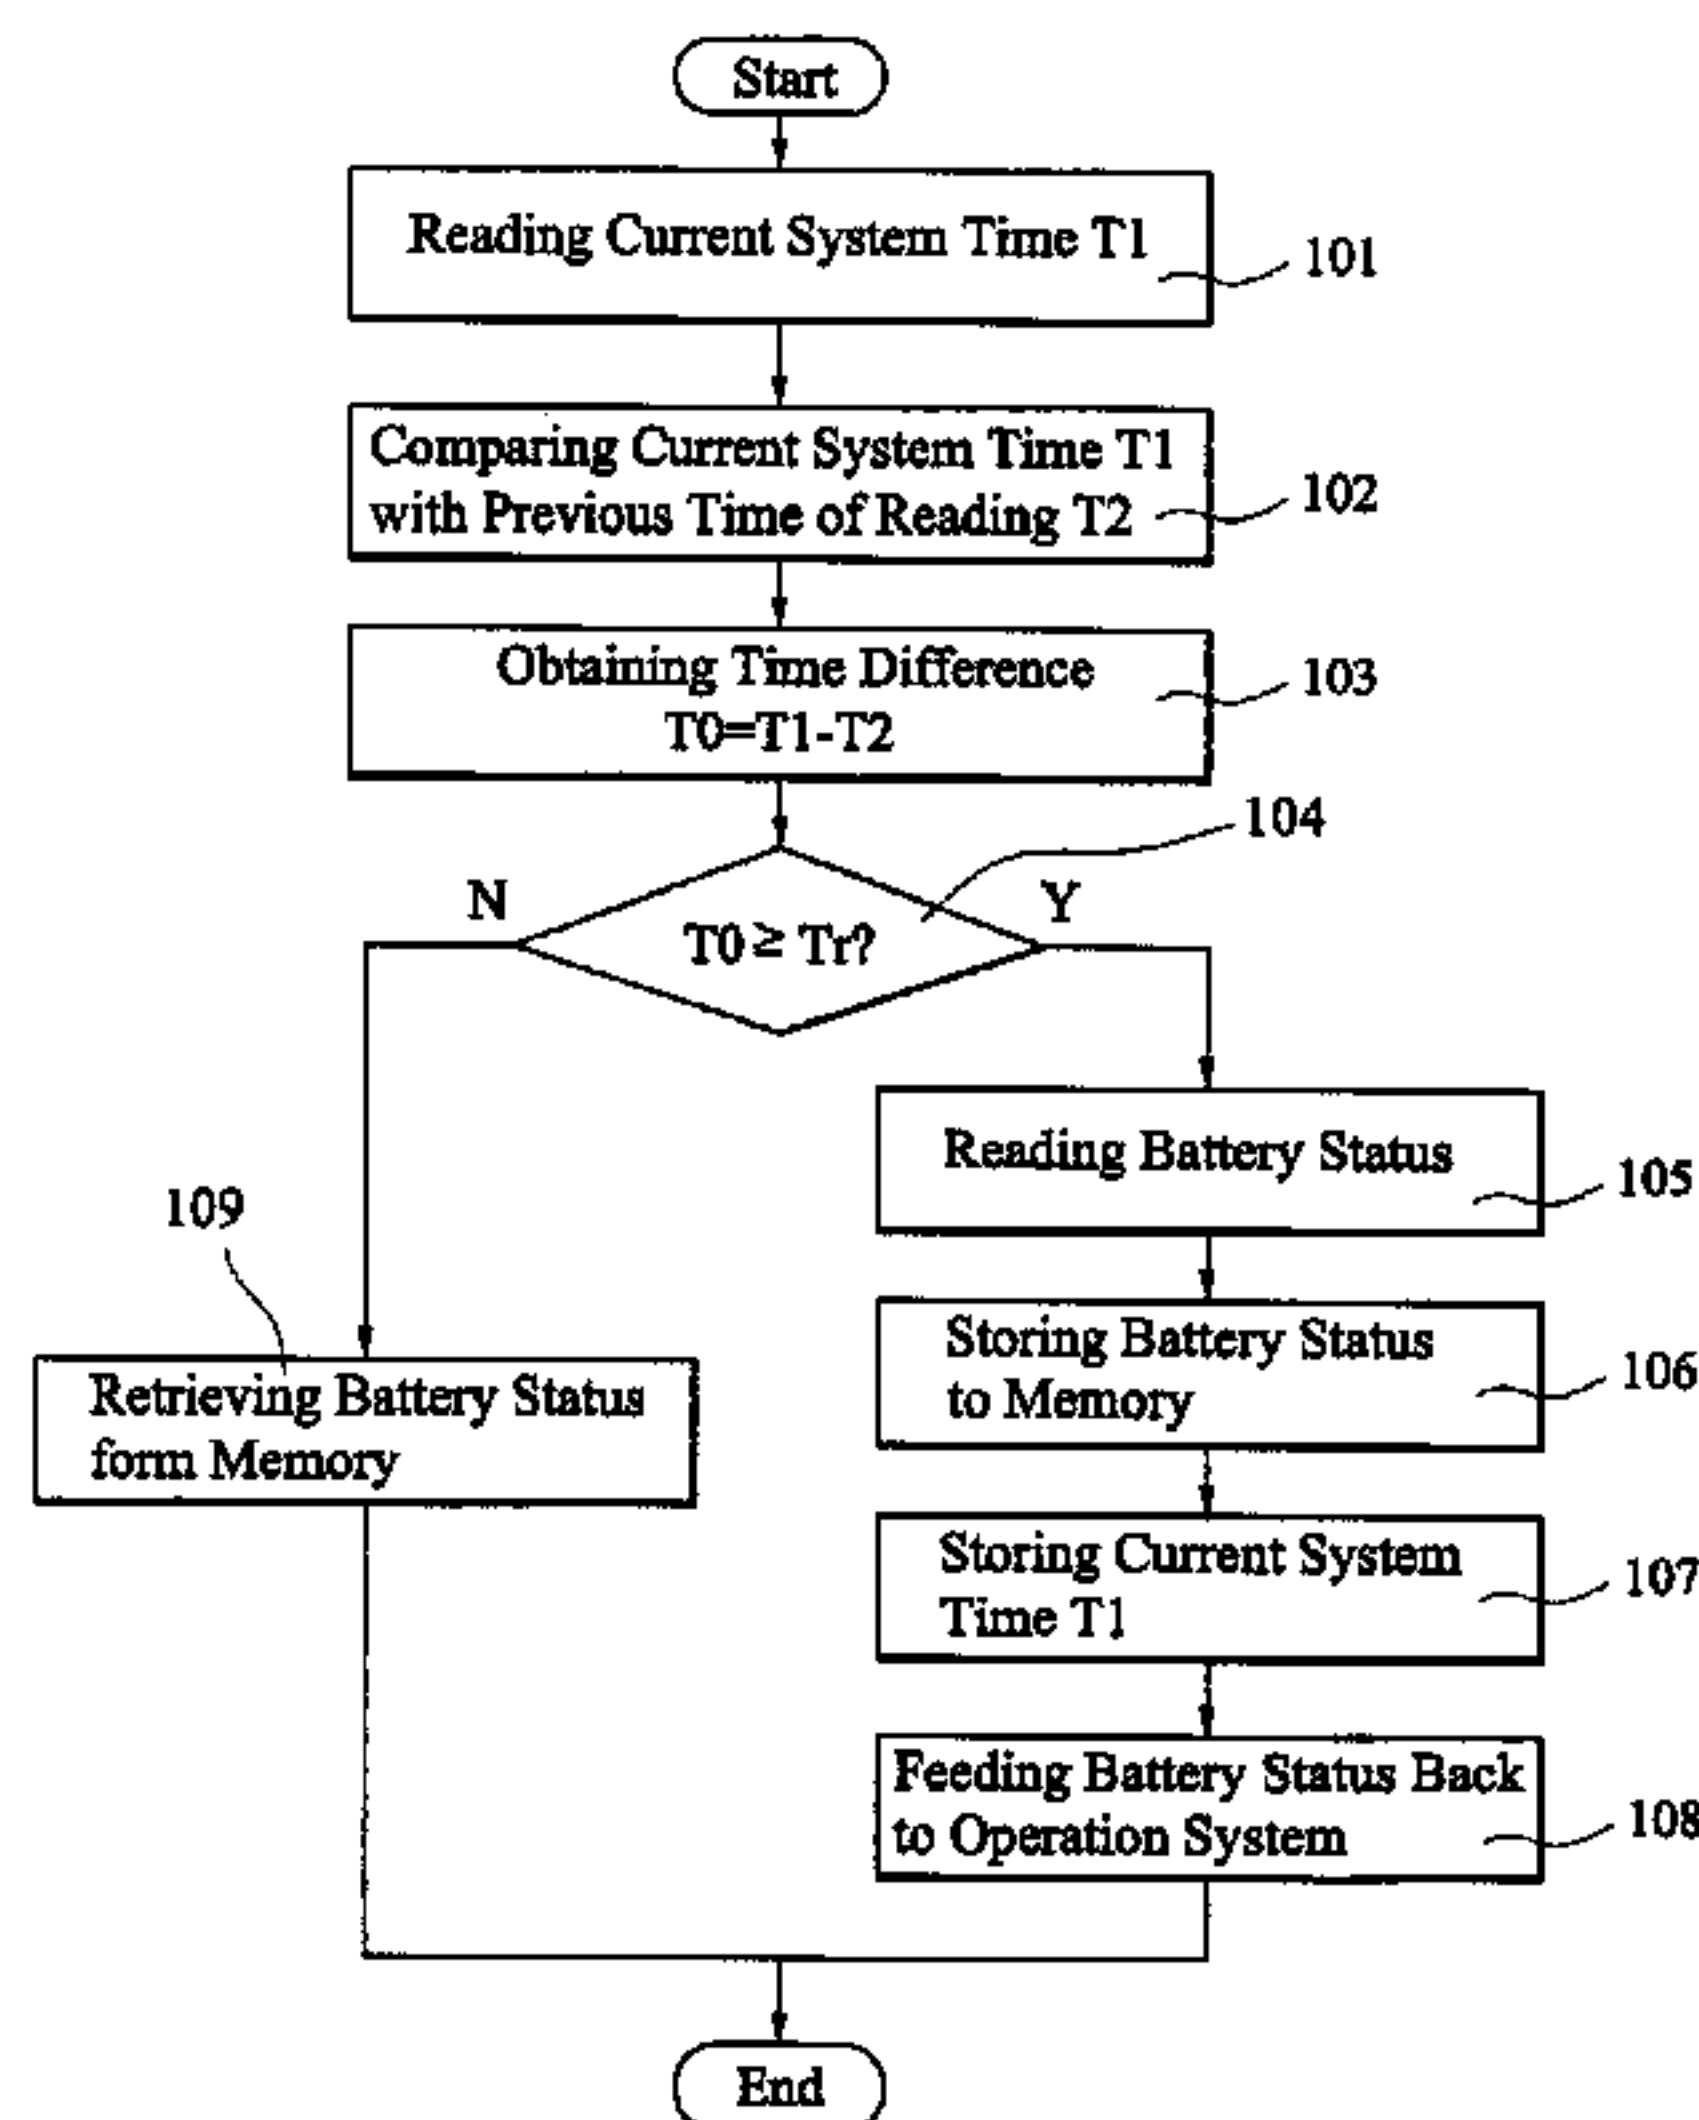 Start
Reading Current System Time T1
101
Comparing Current System Time T1
with Previous Time of Reading T2
102
Obtaining Time Difference
T0=T1-T2
103
104
N
Y
T0≥ Tr?
Reading Battery Status
105
109
Storing Battery Status
to Memory
106
Retrieving Battery Status
form Memory
Storing Current System
Time T1
107
Feeding Battery Status Back
to Operation System
108
End